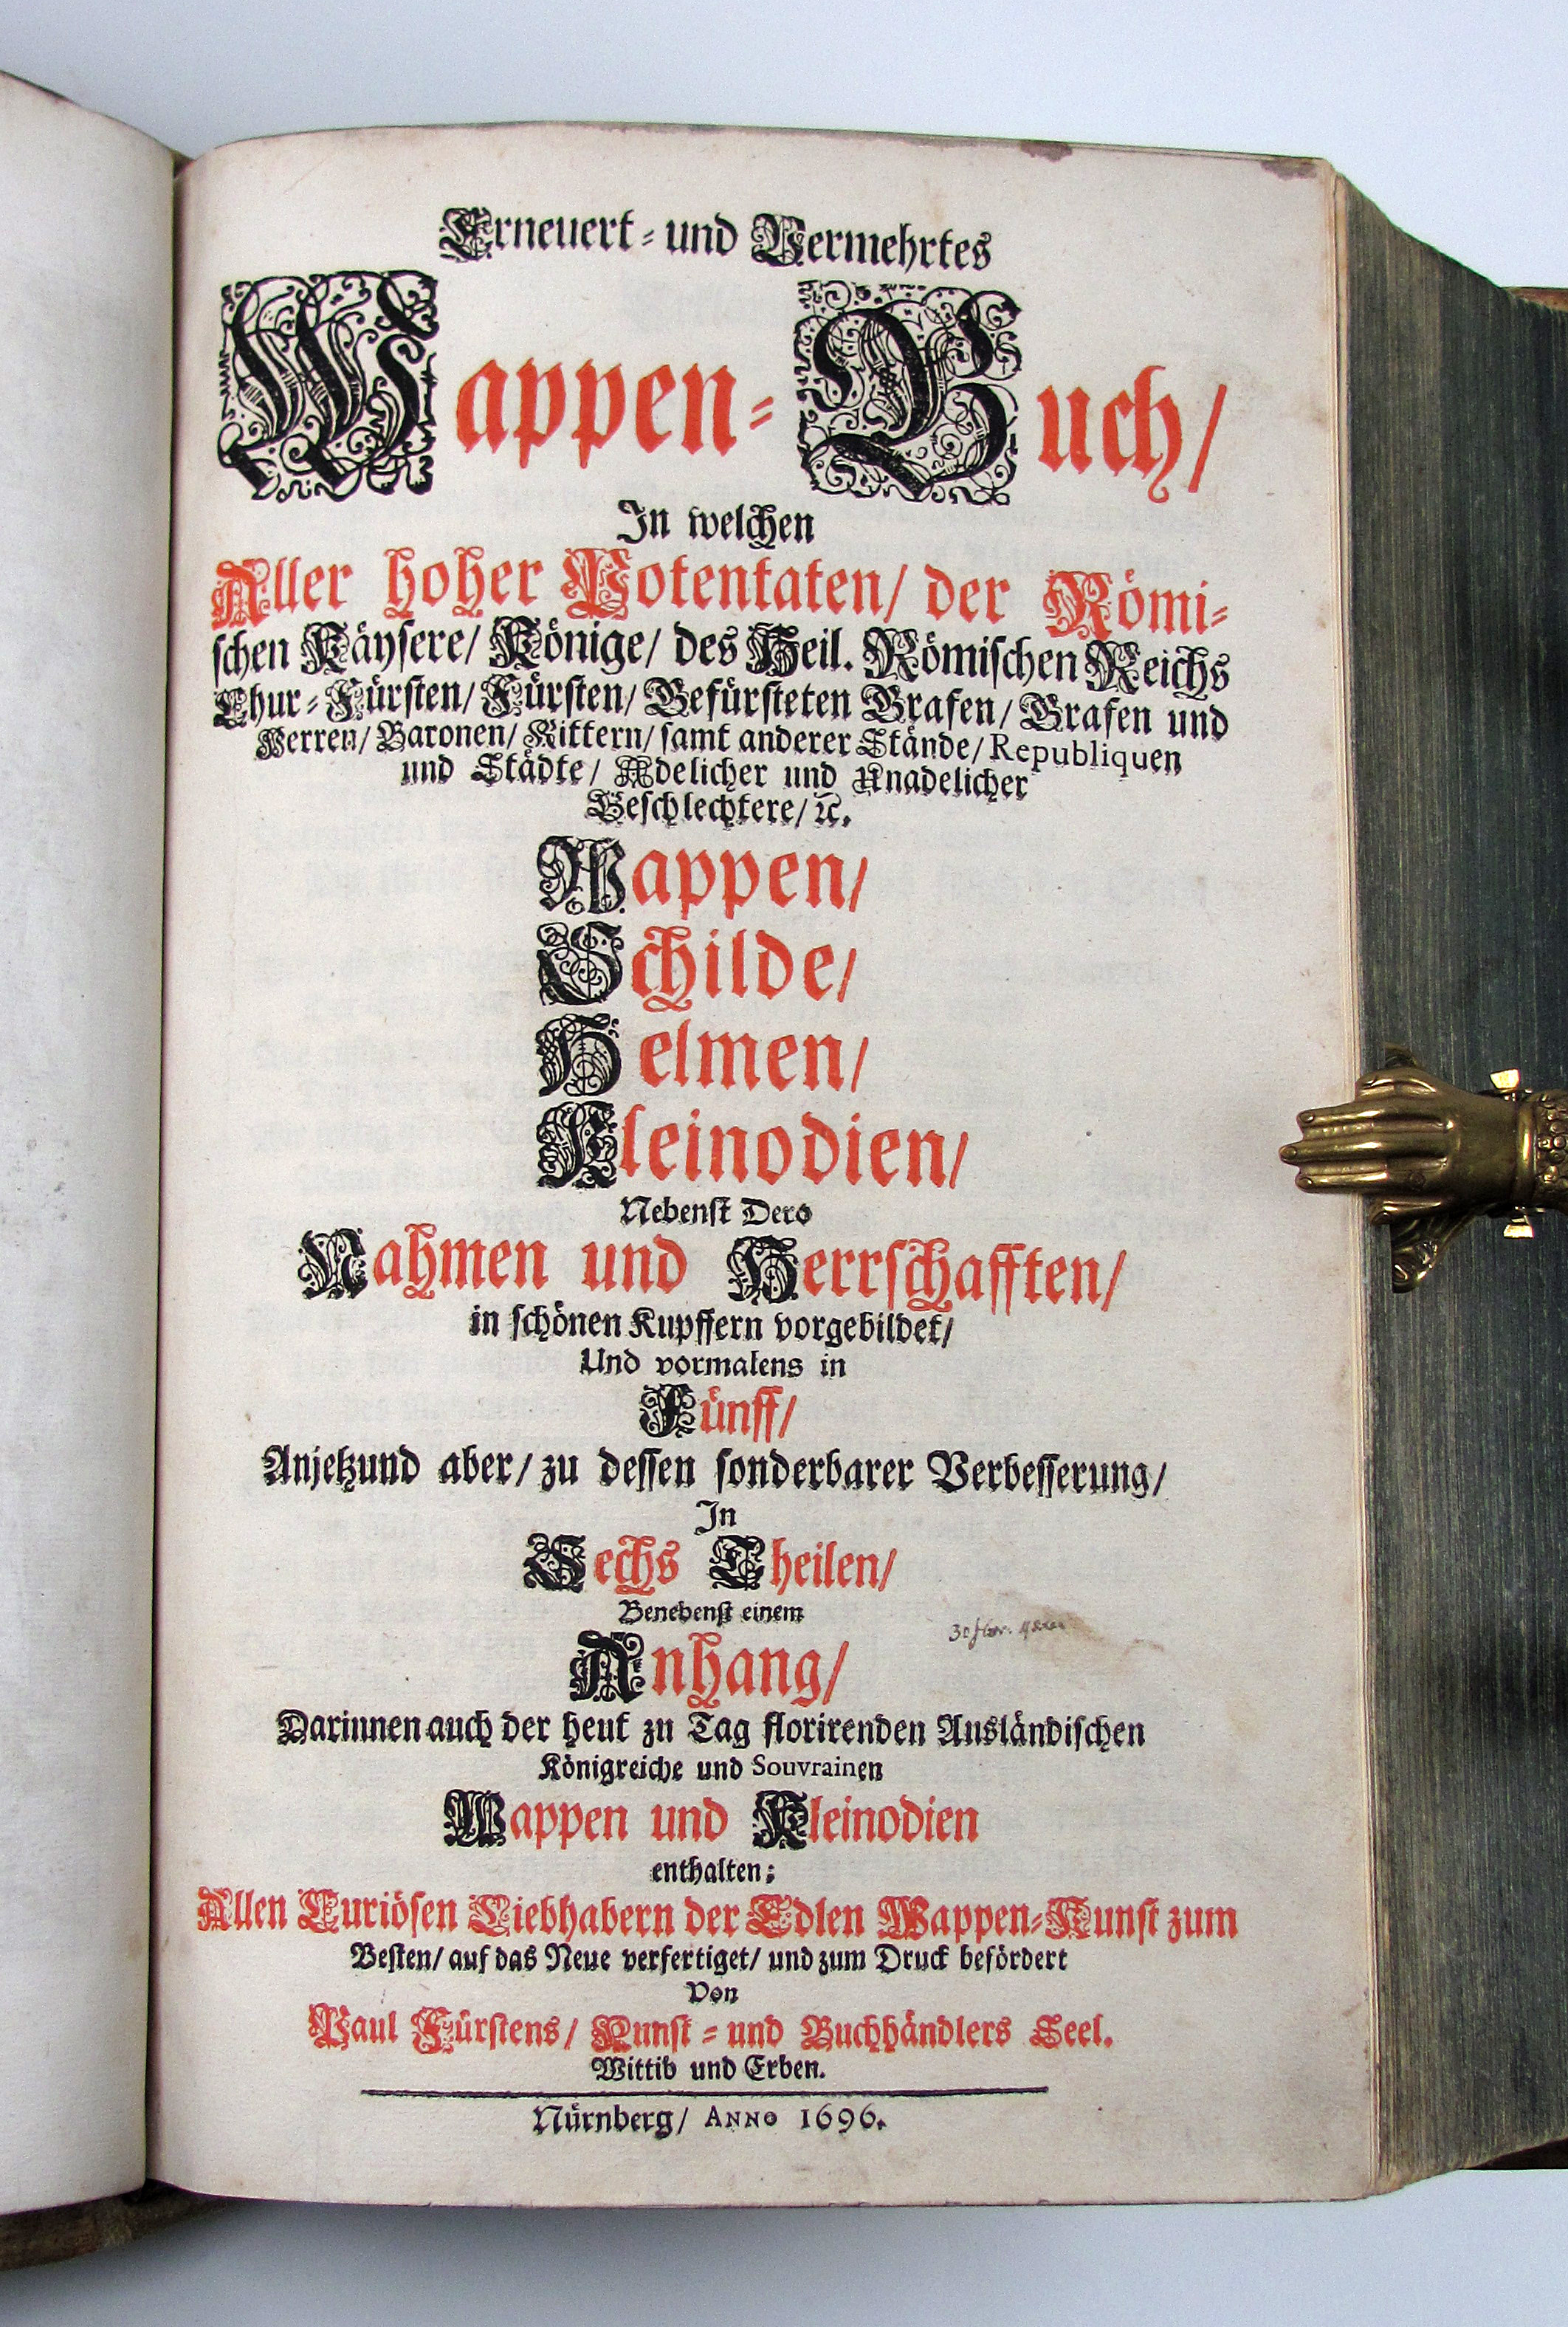 Erneuert- und Vermehrtes
Wappen-Buch/
In welchen
Aller hoher Potentaten/ der Römi-
schen Käysere/ Könige/ des Heil. Römischen Reichs
Chur-Fürsten/ Fürsten/ Gefürsteten Grafen/ Grafen und
Herren/ Baronen/ Rittern/ samt anderer Stände/ Republiquen
und Städte/ Adelicher und Unadelicher
Geschlechtere/ ꝛc.
Wappen/
Schilde/
Helmen/
Kleinodien/
Nebenst Dero
Nahmen und Herrschafften/
in schönen Kupffern vorgebildet/
Und vormalens in
Fünff/
Anjetzund aber/ zu dessen sonderbarer Verbesserung/
In
Sechs Theilen/
Benebenst einem
Anhang/
Darinnen auch der heut zu Tag florirenden Ausländischen
Königreiche und Souvrainen
Wappen und Kleinodien
enthalten;
Allen Curiösen Liebhabern der Edlen Wappen-Kunst zum
Besten/ auf das Neue verfertiget/ und zum Druck befördert
Von
Paul Fürstens/ Kunst- und Buchhändlers Seel.
Wittib und Erben.
Nürnberg/ ANNO 1696.